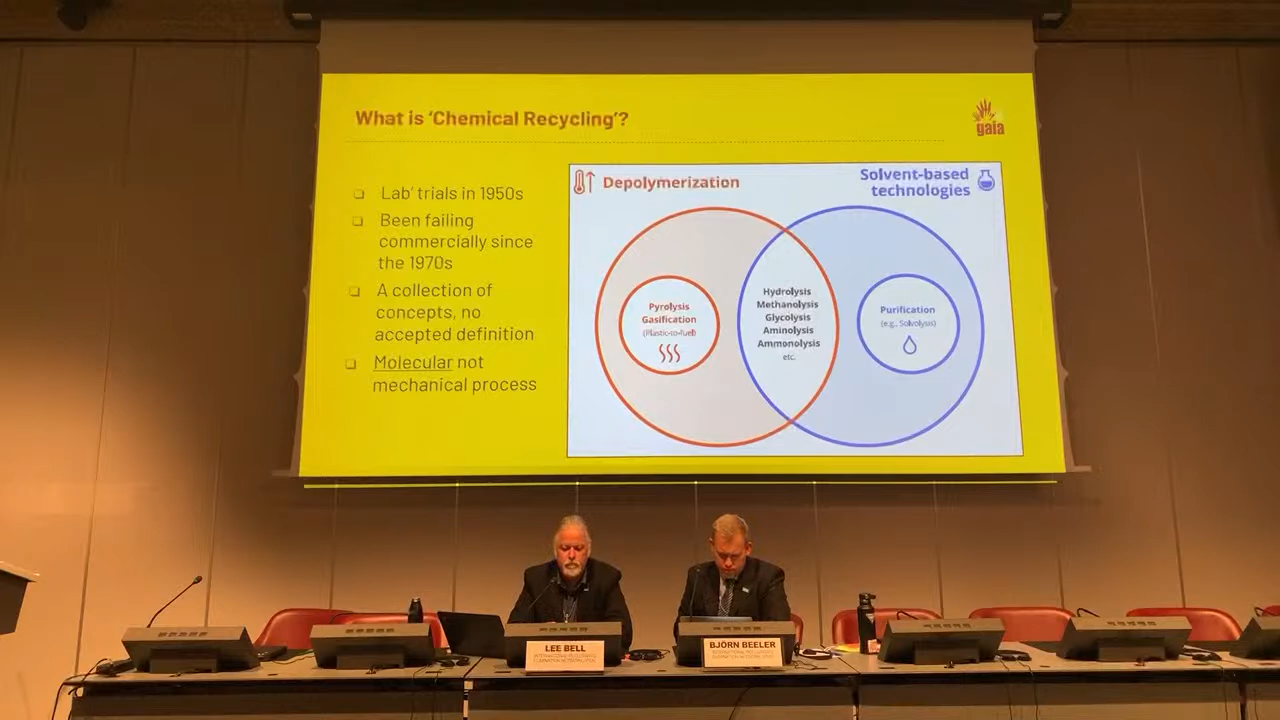 What is ‘Chemical Recycling’?
gaia
❏ Lab’ trials in 1950s
❏ Been failing
commercially since
the 1970s
❏ A collection of
concepts, no
accepted definition
❏ Molecular not
mechanical process
Depolymerization
Solvent-based
technologies
Pyrolysis
Gasification
(Plastic-to-fuel)
Hydrolysis
Methanolysis
Glycolysis
Aminolysis
Ammonolysis
etc.
Purification
(e.g., Solvolysis)
LEE BELL
BJÖRN BEELER